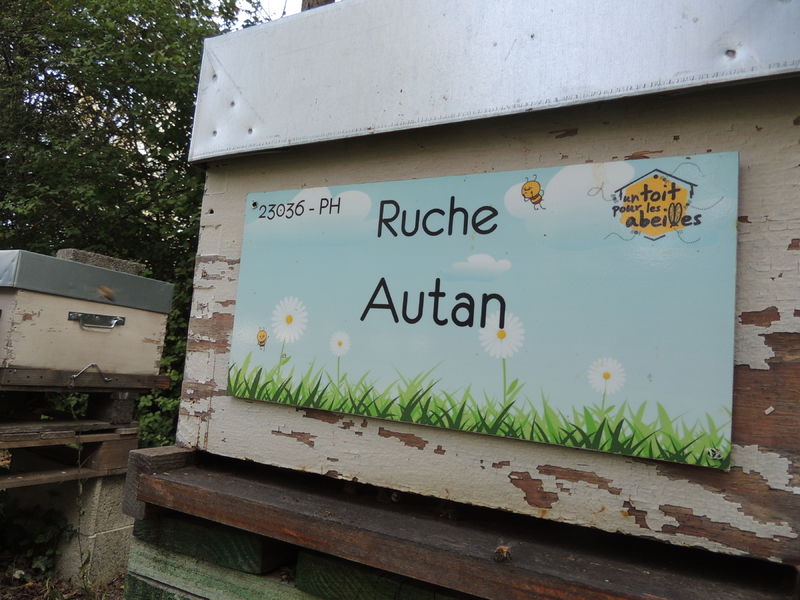 23036 - PH
Ruche
Autan
un toit
pour les
abeilles